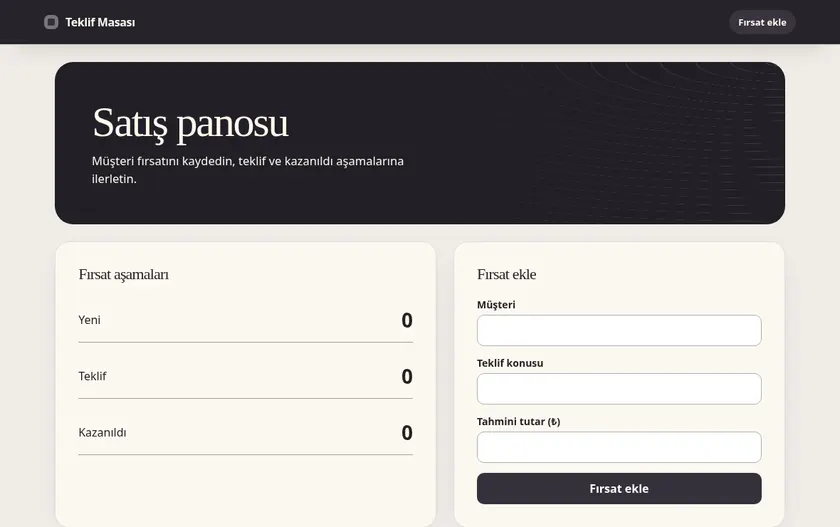 Teklif Masası
Fırsat ekle
Satış panosu
Müşteri fırsatını kaydedin, teklif ve kazanıldı aşamalarına
ilerletin.
Fırsat aşamaları
Yeni 0
Teklif 0
Kazanıldı 0
Fırsat ekle
Müşteri
Teklif konusu
Tahmini tutar (₺)
Fırsat ekle